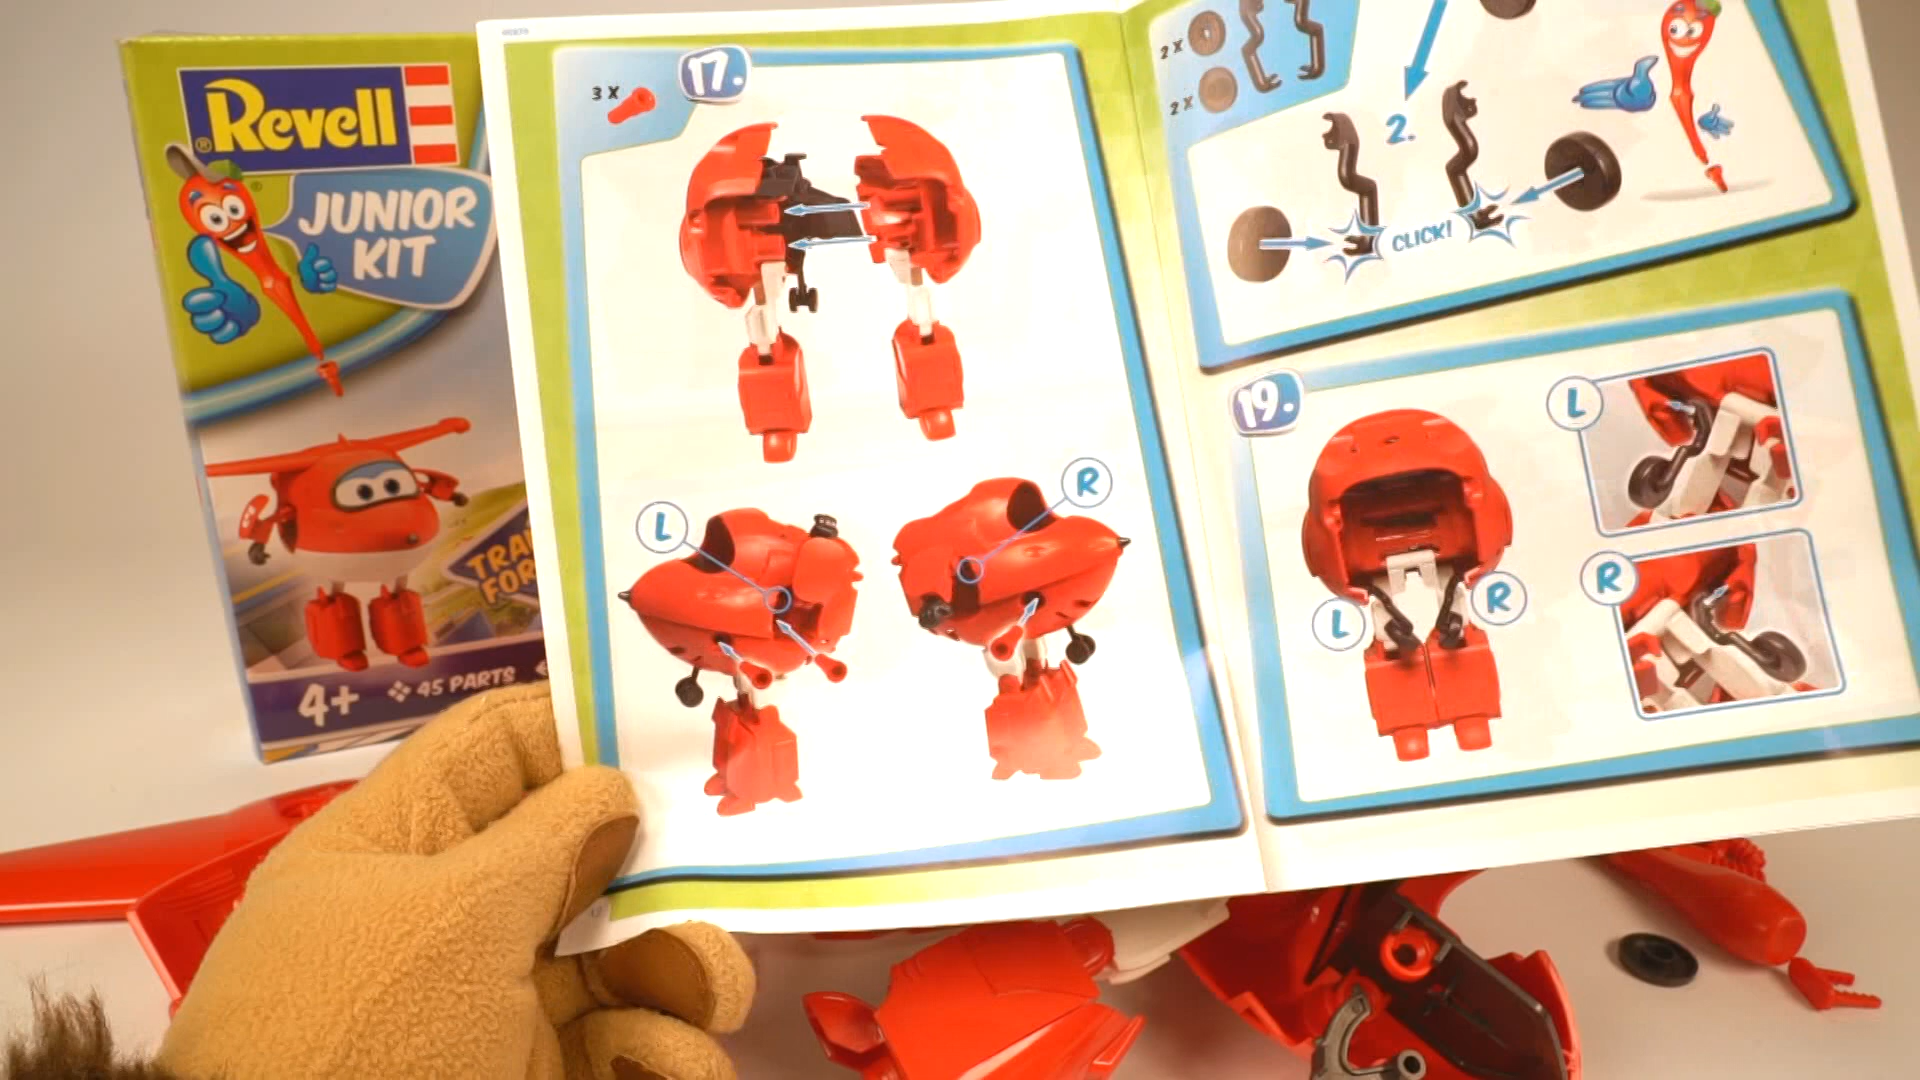 Revell
®
JUNIOR
KIT
4+
45 PARTS
3 X
17.
L
R
2 X
2 X
2.
CLICK!
19.
L
R
L
R